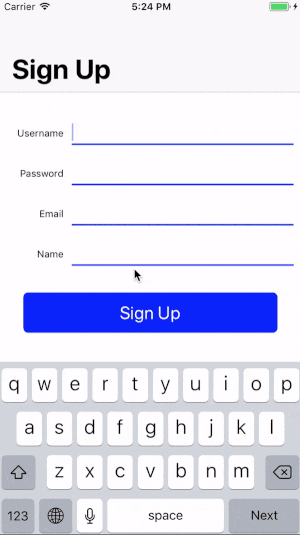 Carrier 5:24 PM
Sign Up
Username
Password
Email
Name
Sign Up
q w e r t y u i o p
a s d f g h j k l
z x c v b n m
123 space Next